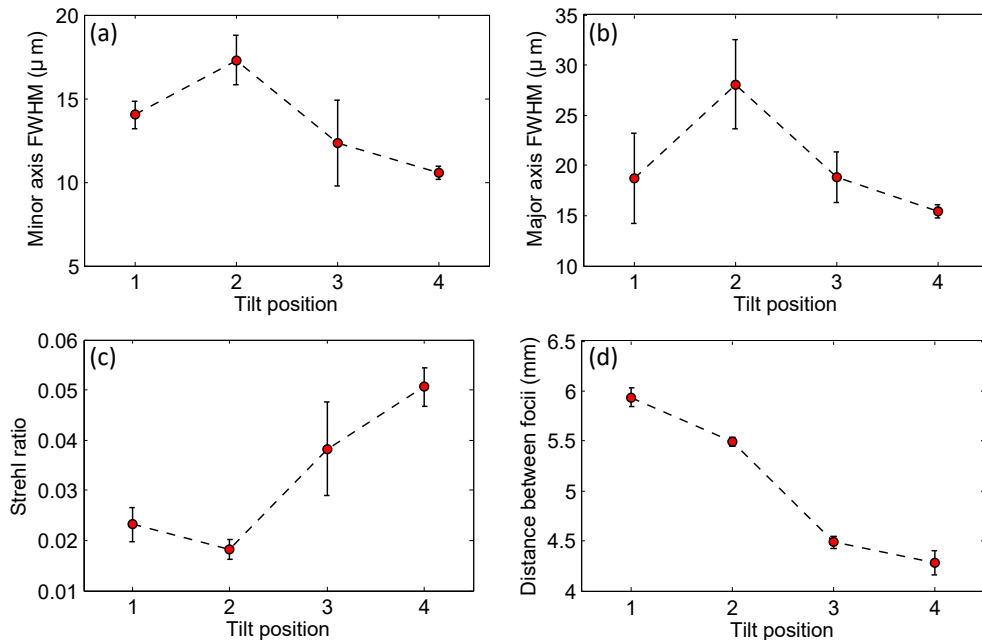 (a)
Minor axis FWHM (µm)
20
15
10
5
1 2 3 4
Tilt position
(b)
Major axis FWHM (µm)
35
30
25
20
15
10
1 2 3 4
Tilt position
(c)
Strehl ratio
0.06
0.05
0.04
0.03
0.02
0.01
1 2 3 4
Tilt position
(d)
Distance between focii (mm)
6.5
6
5.5
5
4.5
4
1 2 3 4
Tilt position